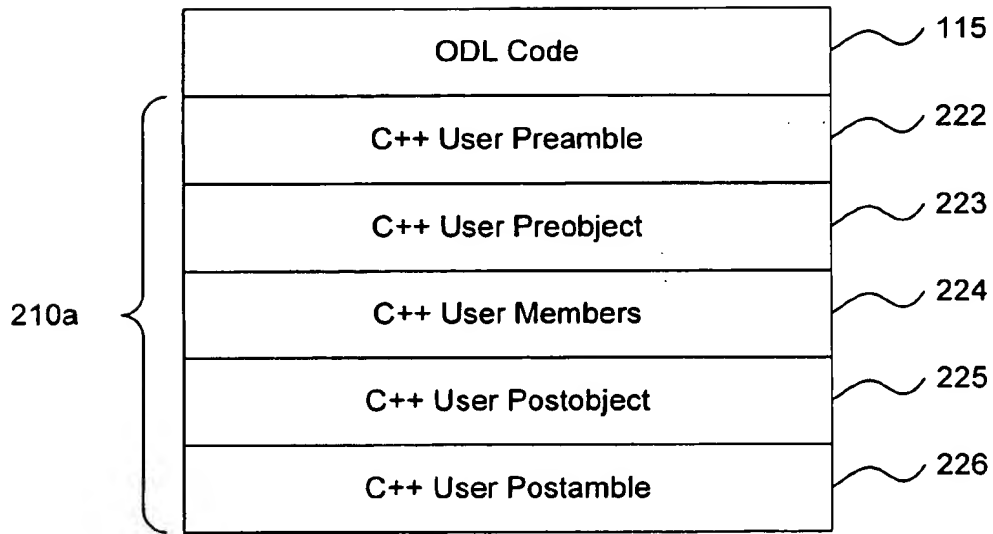 ODL Code 115
C++ User Preamble 222
C++ User Preobject 223
210a C++ User Members 224
C++ User Postobject 225
C++ User Postamble 226